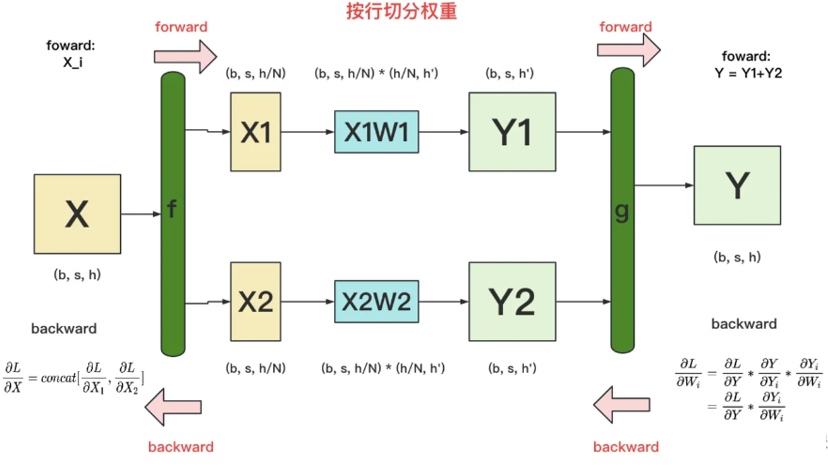 按行切分权重
forward
forward
foward:
X_i
(b, s, h/N)
(b, s, h/N) * (h/N, h')
(b, s, h')
foward:
Y = Y1+Y2
X1
X1W1
Y1
X
f
g
Y
(b, s, h)
(b, s, h)
X2
X2W2
Y2
backward
backward
(b, s, h/N)
(b, s, h/N) * (h/N, h')
(b, s, h')
∂L/∂X = concat[∂L/∂X₁, ∂L/∂X₂]
∂L/∂Wᵢ = ∂L/∂Y * ∂Y/∂Yᵢ * ∂Yᵢ/∂Wᵢ
= ∂L/∂Y * ∂Yᵢ/∂Wᵢ
backward
backward